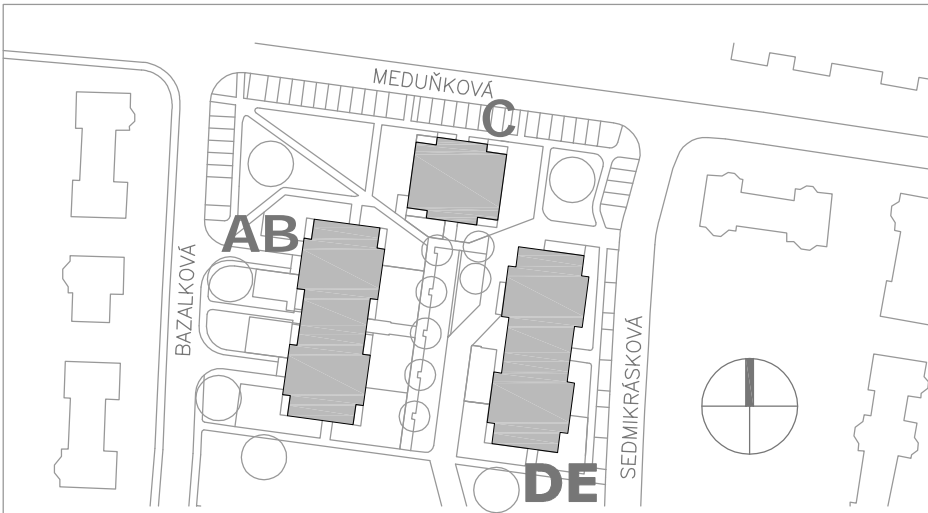 MEDUŇKOVÁ
C
AB
BAZALKOVÁ
SEDMIKRÁSKOVÁ
DE